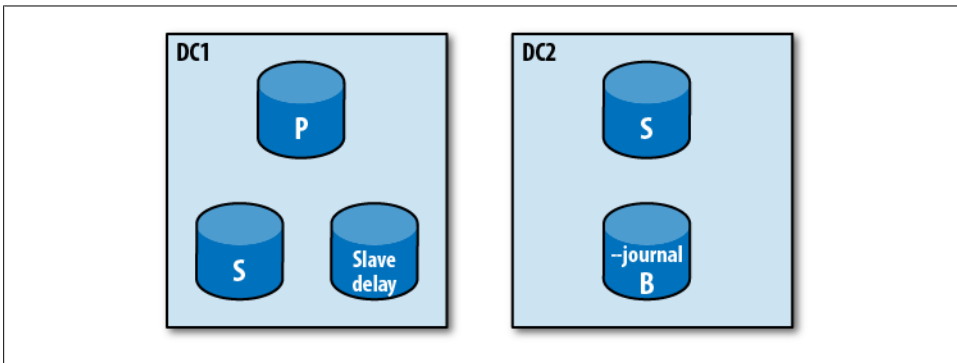 DC1
P
S
Slave
delay
DC2
S
--journal
B